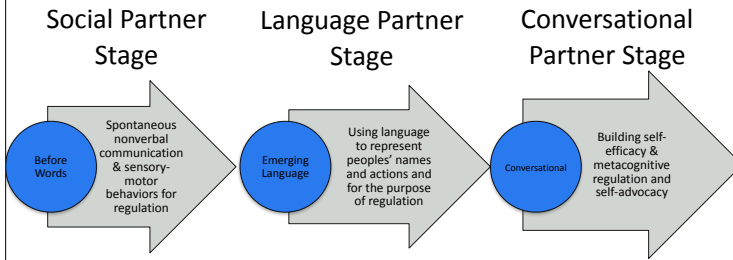 Social Partner
Stage
Before
Words
Spontaneous
nonverbal
communication
& sensory-
motor
behaviors for
regulation
Language Partner
Stage
Emerging
Language
Using language
to represent
peoples' names
and actions and
for the purpose
of regulation
Conversational
Partner Stage
Conversational
Building self-
efficacy &
metacognitive
regulation and
self-advocacy